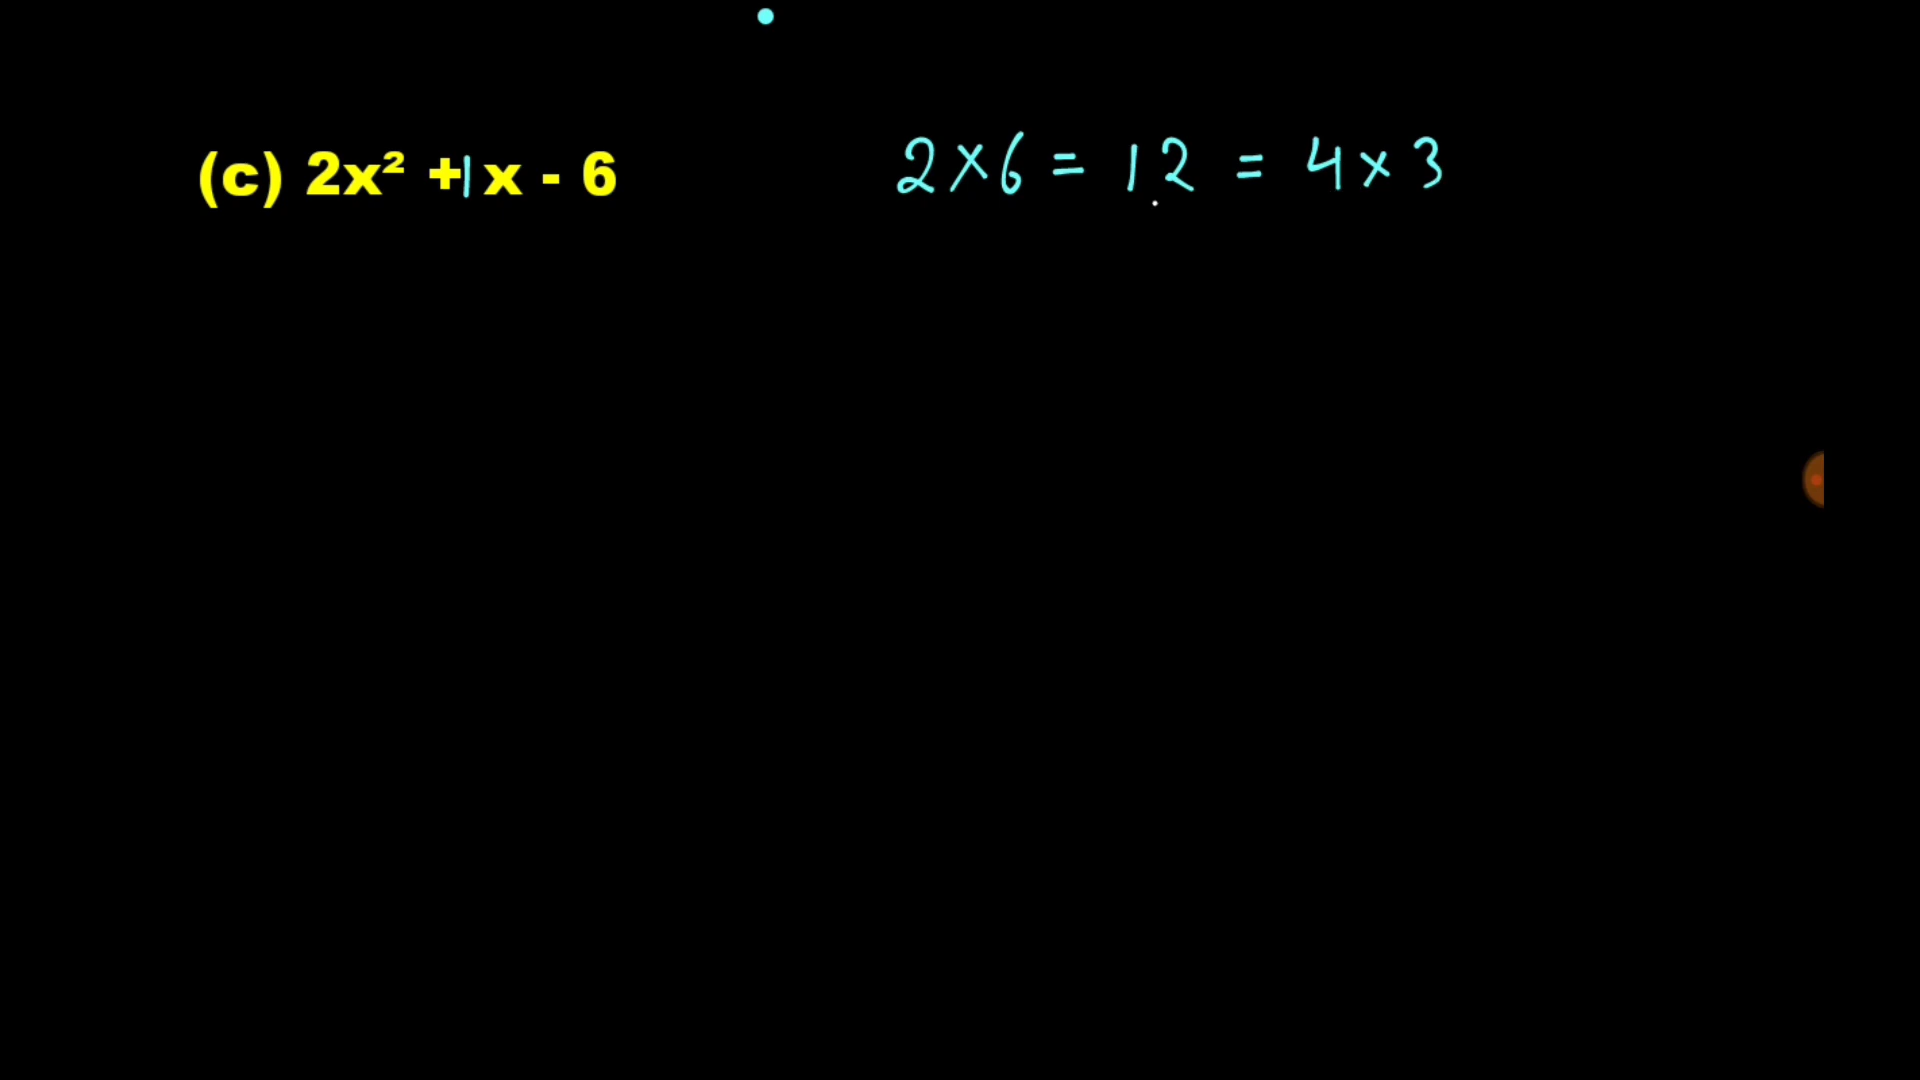 (c) 2x² +1x - 6
2×6 = 12 = 4×3